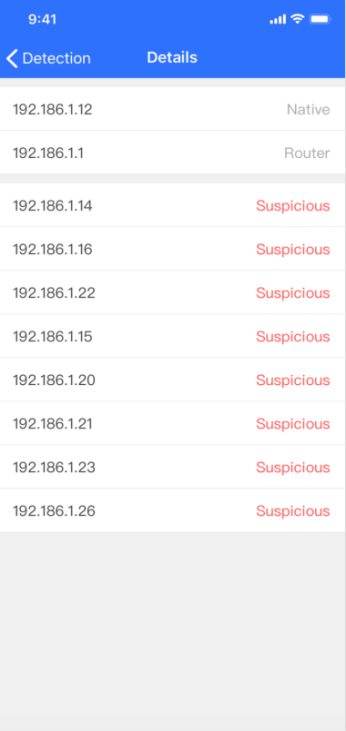 9:41
Detection Details
192.186.1.12 Native
192.186.1.1 Router
192.186.1.14 Suspicious
192.186.1.16 Suspicious
192.186.1.22 Suspicious
192.186.1.15 Suspicious
192.186.1.20 Suspicious
192.186.1.21 Suspicious
192.186.1.23 Suspicious
192.186.1.26 Suspicious